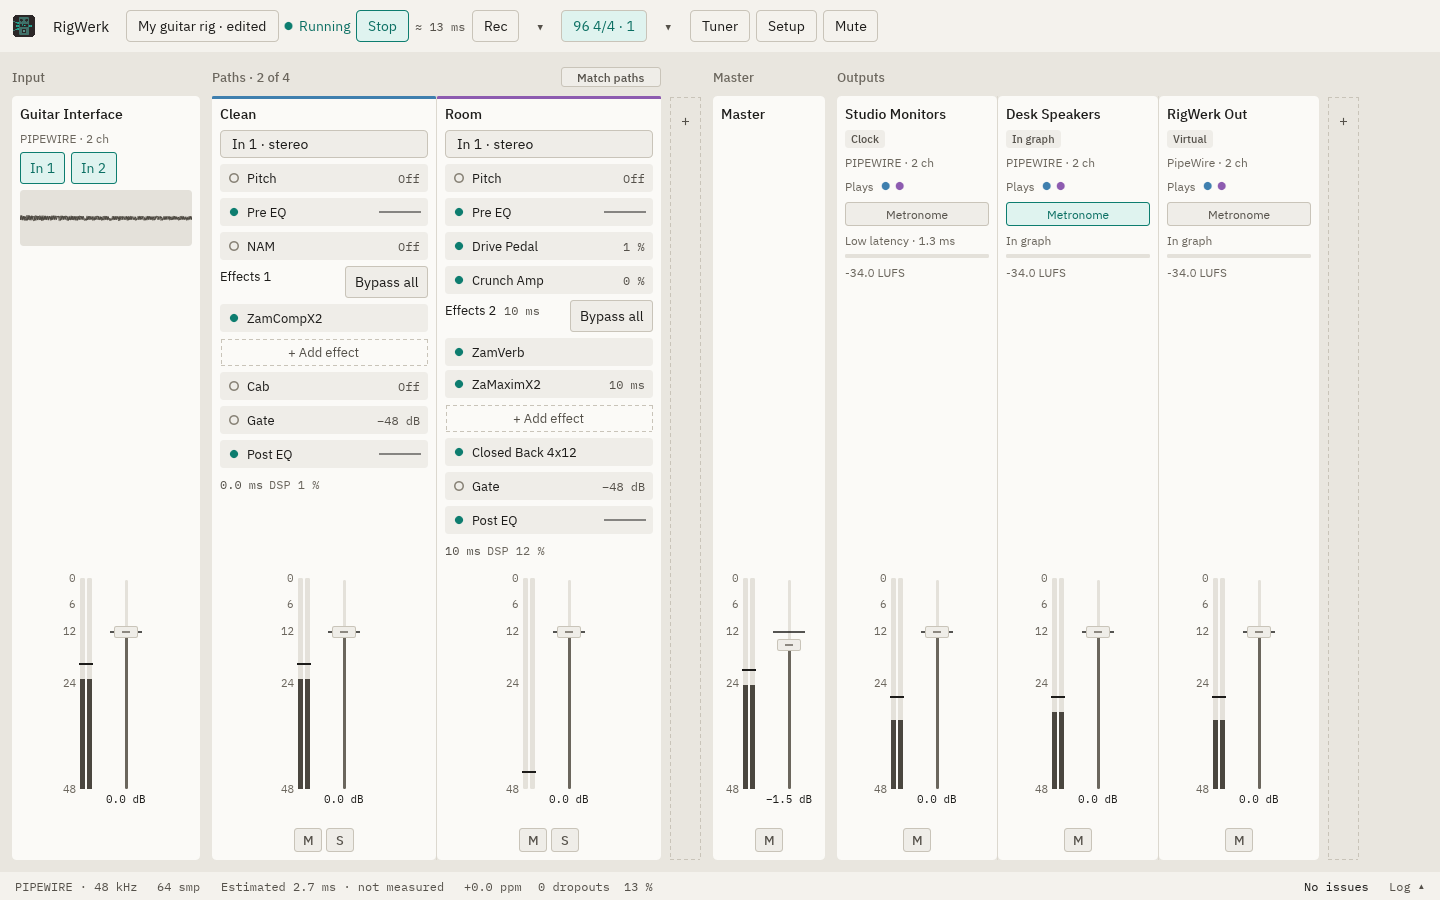 RigWerk My guitar rig · edited Running Stop ≈ 13 ms Rec ▾ 96 4/4 · 1 ▾ Tuner Setup Mute
Input Paths · 2 of 4 Match paths Master Outputs
Guitar Interface
PIPEWIRE · 2 ch
In 1 In 2
Clean
In 1 · stereo
Pitch Off
Pre EQ
NAM Off
Effects 1 Bypass all
ZamCompX2
+ Add effect
Cab Off
Gate −48 dB
Post EQ
0.0 ms DSP 1 %
Room
In 1 · stereo
Pitch Off
Pre EQ
Drive Pedal 1 %
Crunch Amp 0 %
Effects 2 10 ms Bypass all
ZamVerb
ZaMaximX2 10 ms
+ Add effect
Closed Back 4x12
Gate −48 dB
Post EQ
10 ms DSP 12 %
+
Master
Studio Monitors
Clock
PIPEWIRE · 2 ch
Plays
Metronome
Low latency · 1.3 ms
-34.0 LUFS
Desk Speakers
In graph
PIPEWIRE · 2 ch
Plays
Metronome
In graph
-34.0 LUFS
RigWerk Out
Virtual
PipeWire · 2 ch
Plays
Metronome
In graph
-34.0 LUFS
+
0 0 0 0 0 0 0
6 6 6 6 6 6 6
12 12 12 12 12 12 12
24 24 24 24 24 24 24
48 48 48 48 48 48 48
0.0 dB 0.0 dB 0.0 dB −1.5 dB 0.0 dB 0.0 dB 0.0 dB
M S M S M M M M
PIPEWIRE · 48 kHz 64 smp Estimated 2.7 ms · not measured +0.0 ppm 0 dropouts 13 % No issues Log ▴